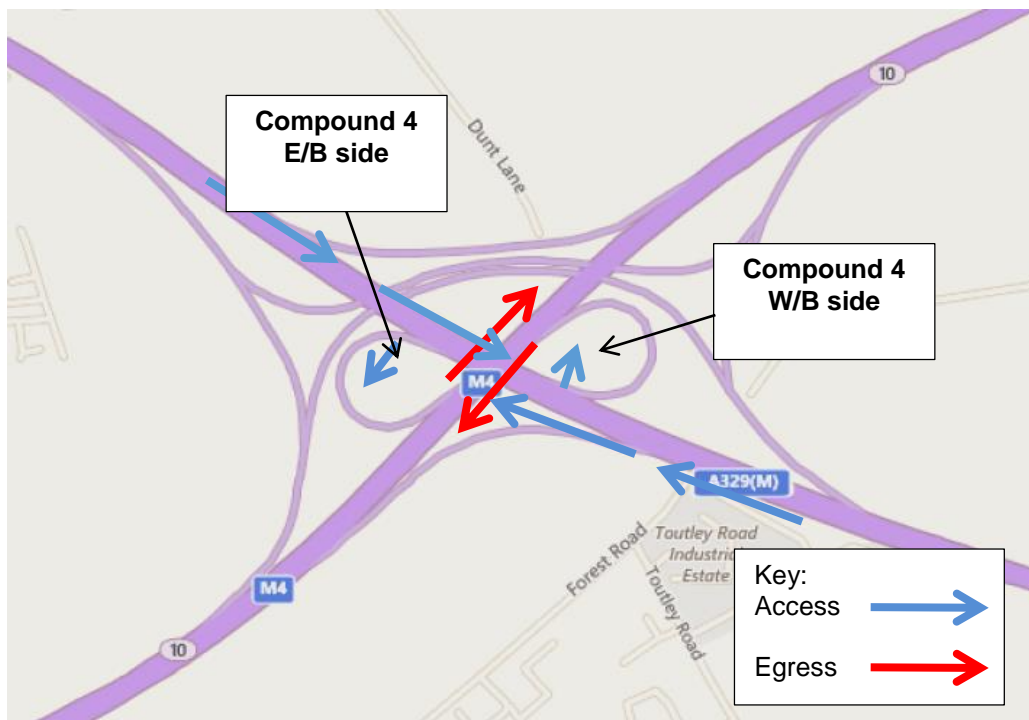 10
Compound 4
E/B side
Dunt Lane
Compound 4
W/B side
M4
A329(M)
Toutley Road
Industrial
Estate
Forest Road
Toutley Road
M4
10
Key:
Access
Egress